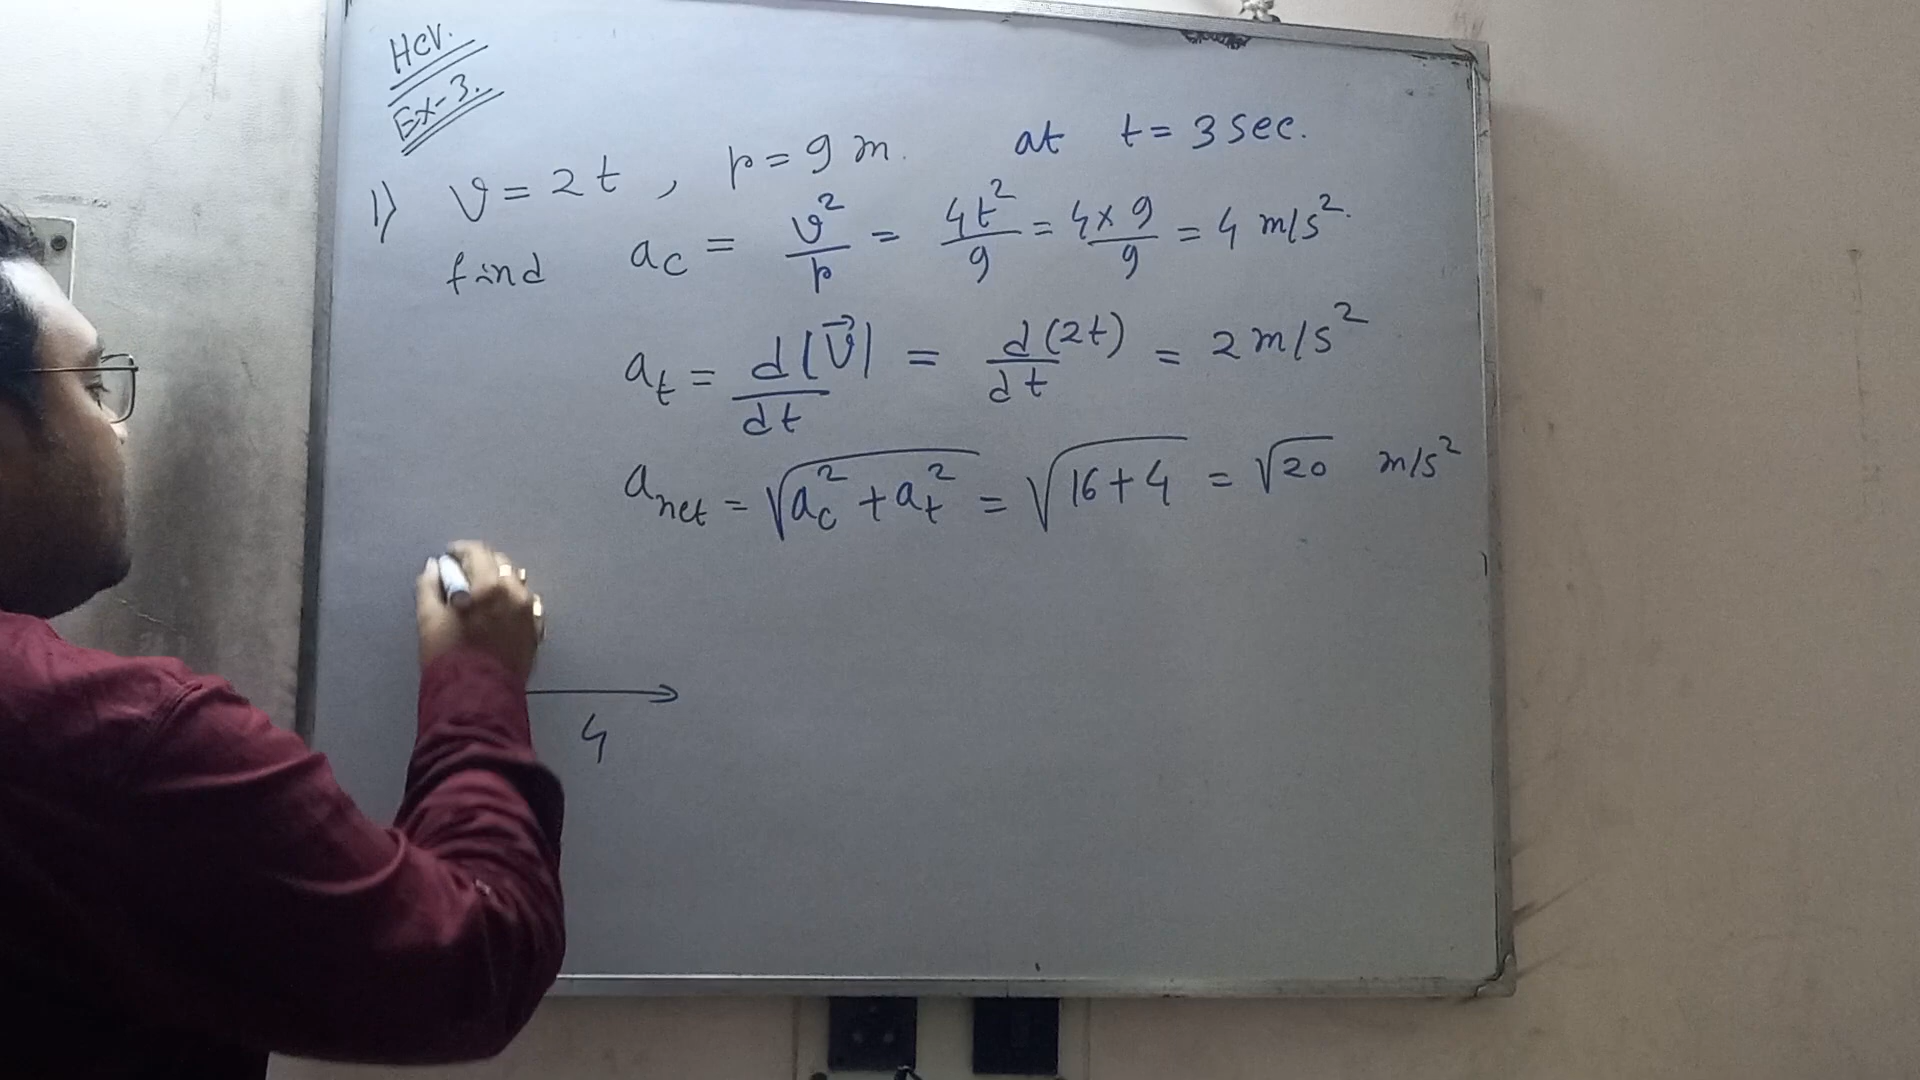 HCV.
Ex-3.
1) v = 2t , r = 9 m. at t = 3 sec.
find a_c = v²/r = 4t²/9 = 4×9/9 = 4 m/s².
a_t = d|v⃗|/dt = d(2t)/dt = 2 m/s²
a_net = √(a_c² + a_t²) = √(16+4) = √20 m/s²
4